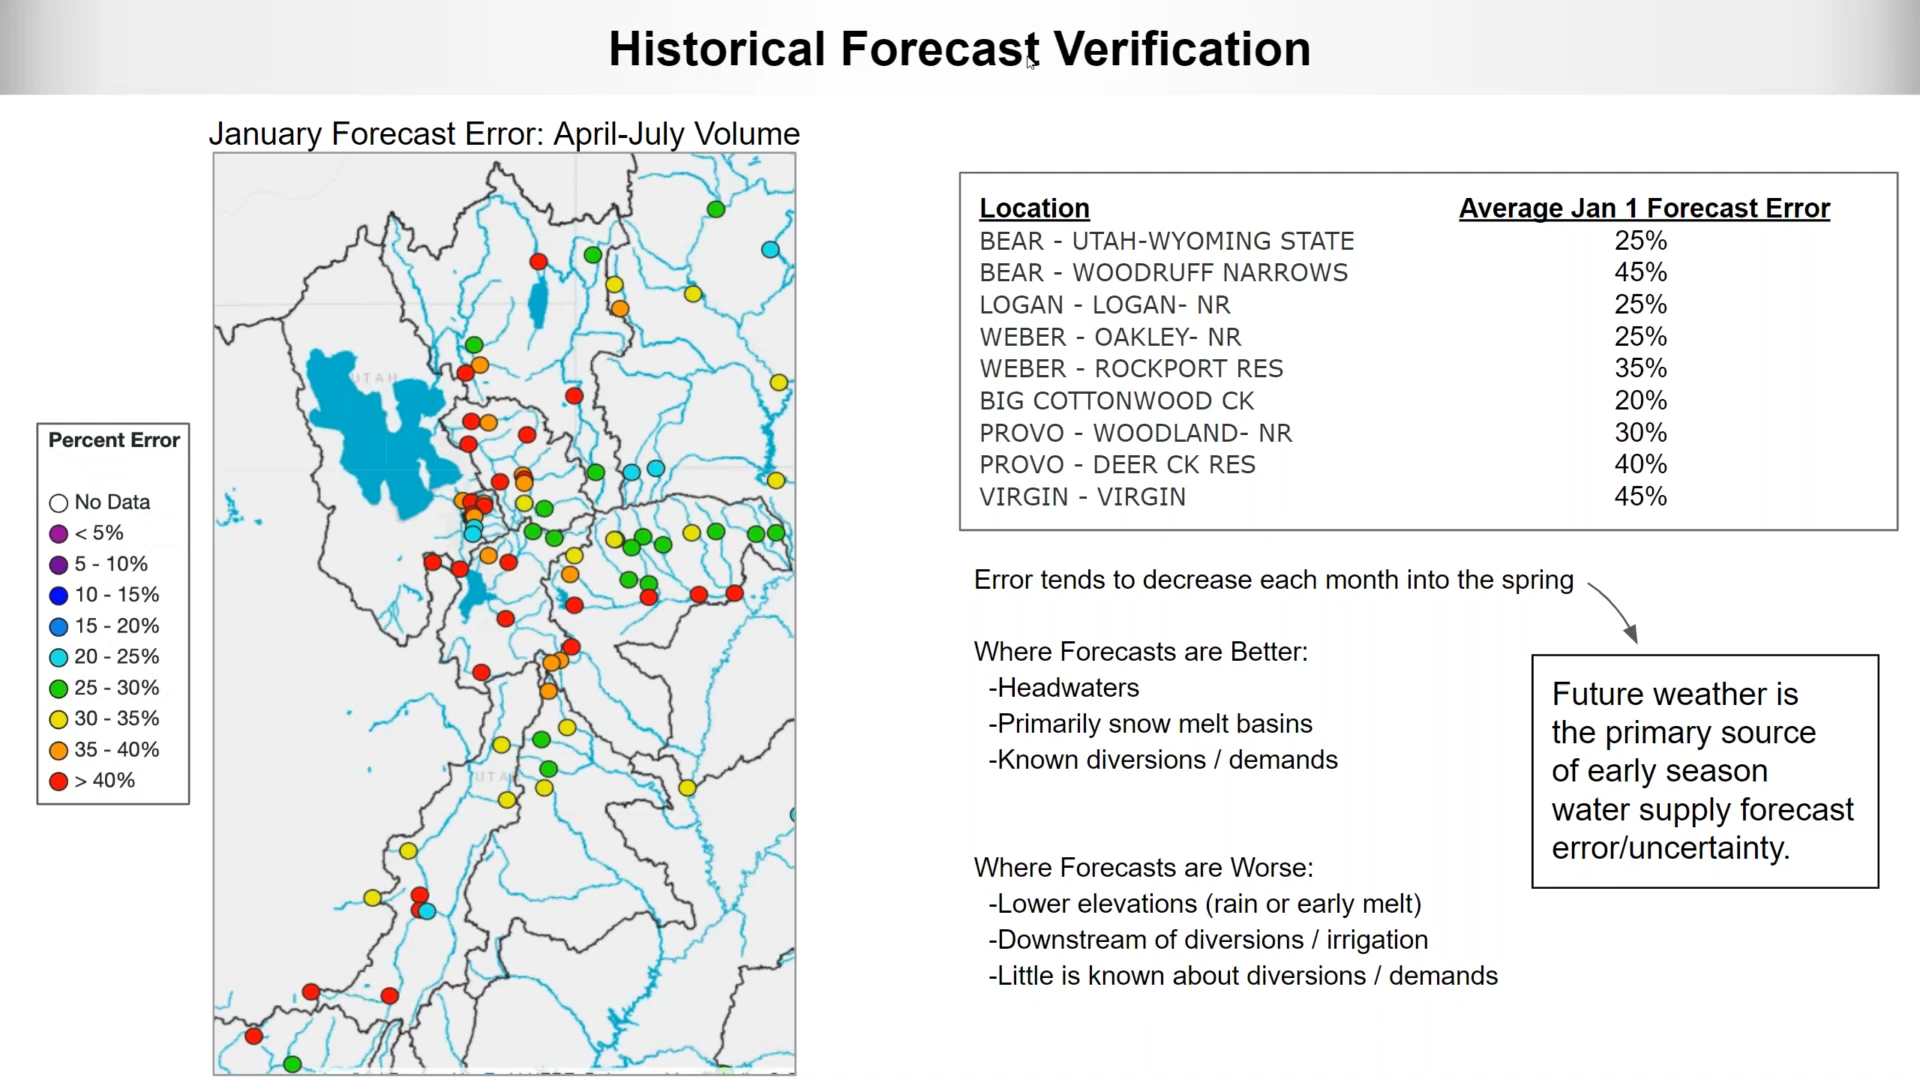 Historical Forecast Verification
January Forecast Error: April-July Volume
UTAH
UTA
Percent Error
No Data
< 5%
5 - 10%
10 - 15%
15 - 20%
20 - 25%
25 - 30%
30 - 35%
35 - 40%
> 40%
Location Average Jan 1 Forecast Error
BEAR - UTAH-WYOMING STATE 25%
BEAR - WOODRUFF NARROWS 45%
LOGAN - LOGAN- NR 25%
WEBER - OAKLEY- NR 25%
WEBER - ROCKPORT RES 35%
BIG COTTONWOOD CK 20%
PROVO - WOODLAND- NR 30%
PROVO - DEER CK RES 40%
VIRGIN - VIRGIN 45%
Error tends to decrease each month into the spring
Where Forecasts are Better:
-Headwaters
-Primarily snow melt basins
-Known diversions / demands
Where Forecasts are Worse:
-Lower elevations (rain or early melt)
-Downstream of diversions / irrigation
-Little is known about diversions / demands
Future weather is
the primary source
of early season
water supply forecast
error/uncertainty.